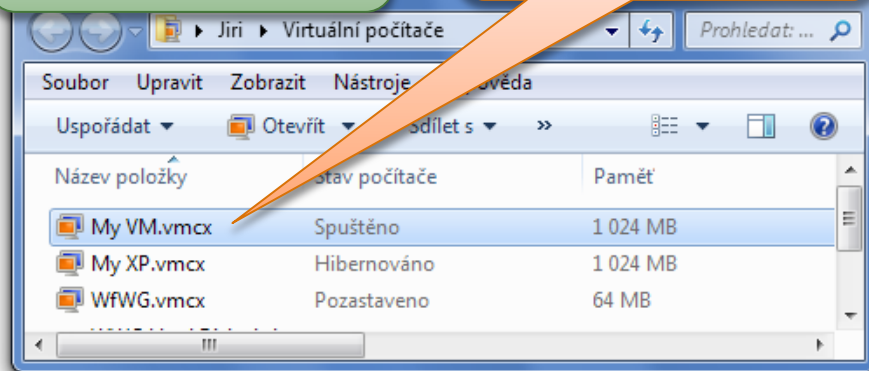 Jiri ▸ Virtuální počítače Prohledat: ...
Soubor Upravit Zobrazit Nástroje
Uspořádat Otevřít Sdílet s »
Název položky Stav počítače Paměť
My VM.vmcx Spuštěno 1 024 MB
My XP.vmcx Hibernováno 1 024 MB
WfWG.vmcx Pozastaveno 64 MB